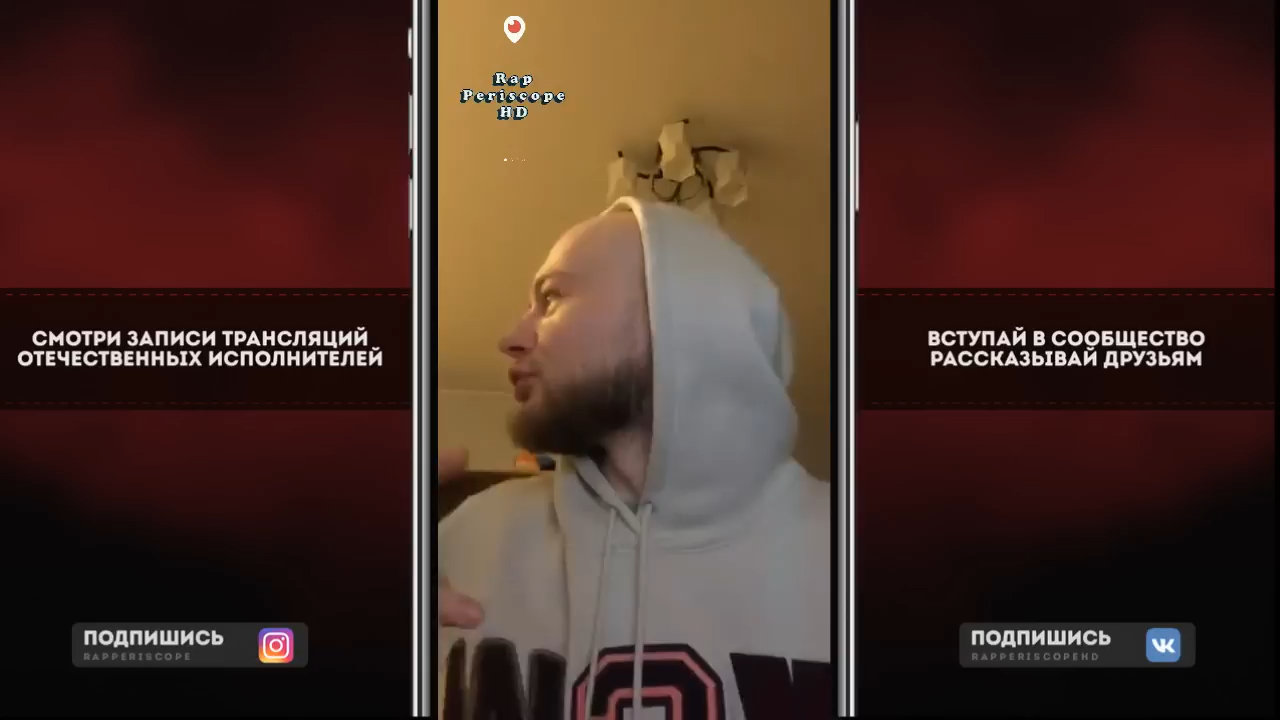 Rap
Periscope
HD
СМОТРИ ЗАПИСИ ТРАНСЛЯЦИЙ
ОТЕЧЕСТВЕННЫХ ИСПОЛНИТЕЛЕЙ
ВСТУПАЙ В СООБЩЕСТВО
РАССКАЗЫВАЙ ДРУЗЬЯМ
ПОДПИШИСЬ
RAPPERISCOPE
ПОДПИШИСЬ
RAPPERISCOPEHD